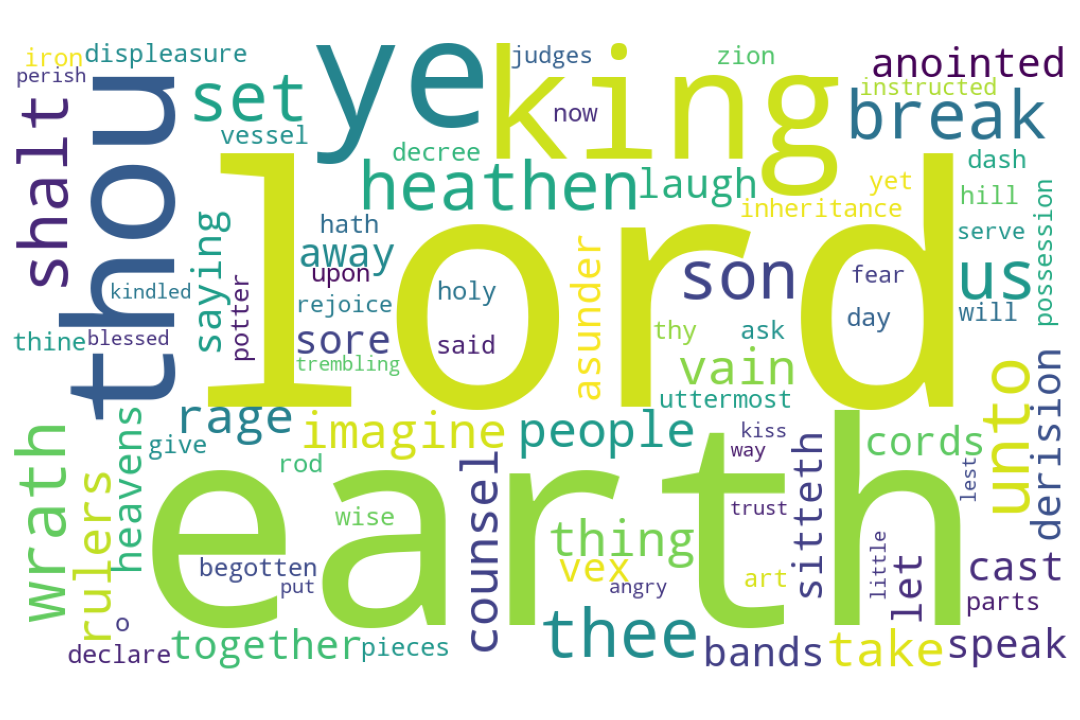 iron
displeasure
ye
king
judges
zion
anointed
perish
thou
set
now
instructed
break
shalt
vessel
decree
heathen
laugh
yet
dash
hill
possession
lord
inheritance
saying
hath
away
upon
asunder
son
fear
us
serve
kindled
potter
rejoice
holy
day
will
thine
blessed
sore
said
thy
ask
trembling
vain
unto
derision
uttermost
heavens
rage
imagine
people
kiss
cords
wrath
give
way
rulers
rod
counsel
earth
sitteth
lest
wise
trust
thing
begotten
vex
art
little
let
cast
put
angry
parts
o
declare
together
pieces
thee
bands
take
speak